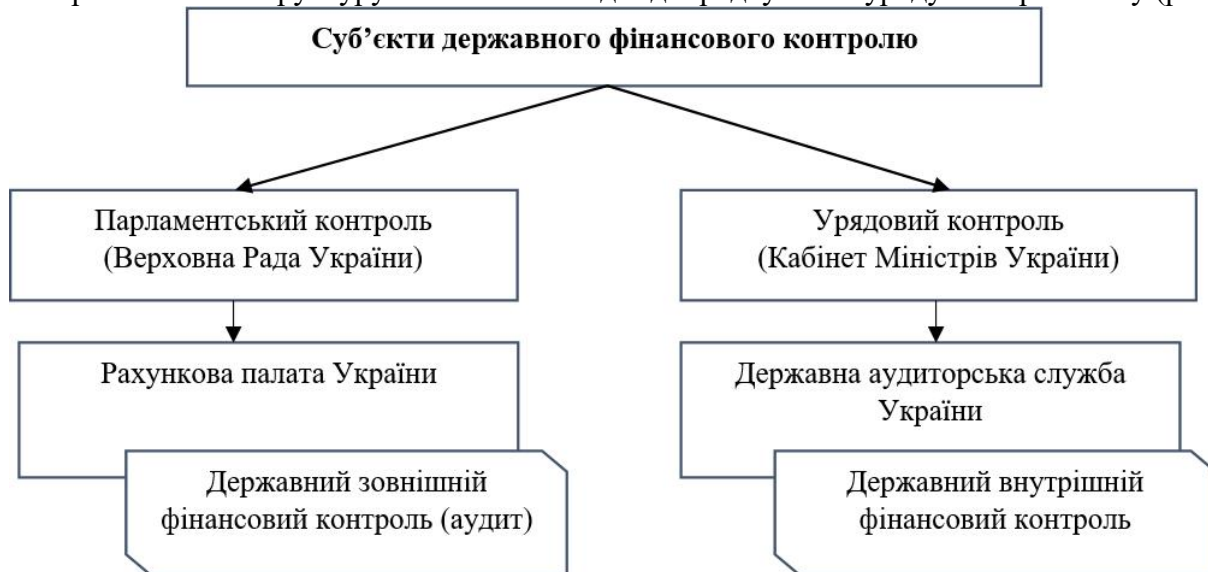 Суб’єкти державного фінансового контролю
Парламентський контроль
(Верховна Рада України)
Урядовий контроль
(Кабінет Міністрів України)
Рахункова палата України
Державна аудиторська служба
України
Державний зовнішній
фінансовий контроль (аудит)
Державний внутрішній
фінансовий контроль